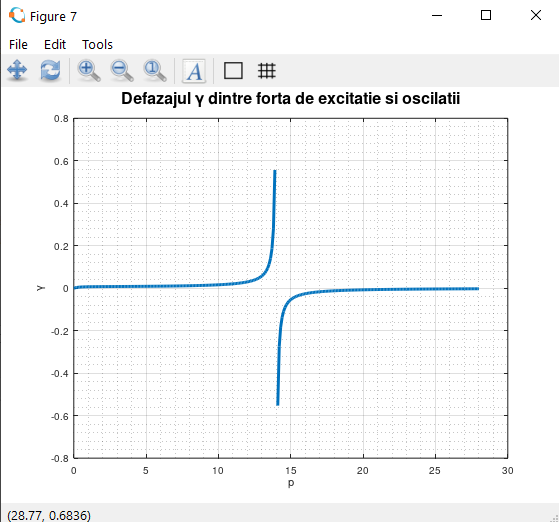 Figure 7
File Edit Tools
A
Defazajul γ dintre forta de excitatie si oscilatii
0.8
0.6
0.4
0.2
0
-0.2
-0.4
-0.6
-0.8
γ
0 5 10 15 20 25 30
p
(28.77, 0.6836)